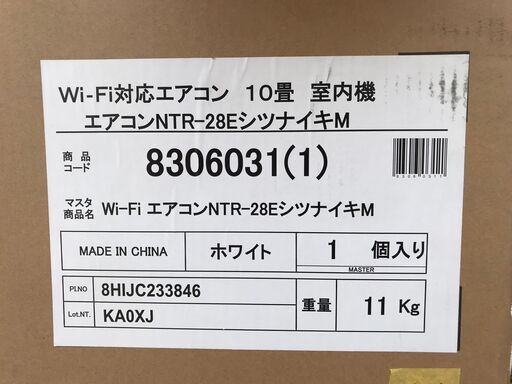 Wi-Fi対応エアコン 10畳 室内機
エアコンNTR-28EシツナイキM
商品コード 8306031(1)
マスタ商品名 Wi-Fi エアコンNTR-28EシツナイキM
MADE IN CHINA ホワイト 1 個入り
MASTER
PI.NO 8HIJC233846
Lot.NT. KA0XJ
重量 11 Kg